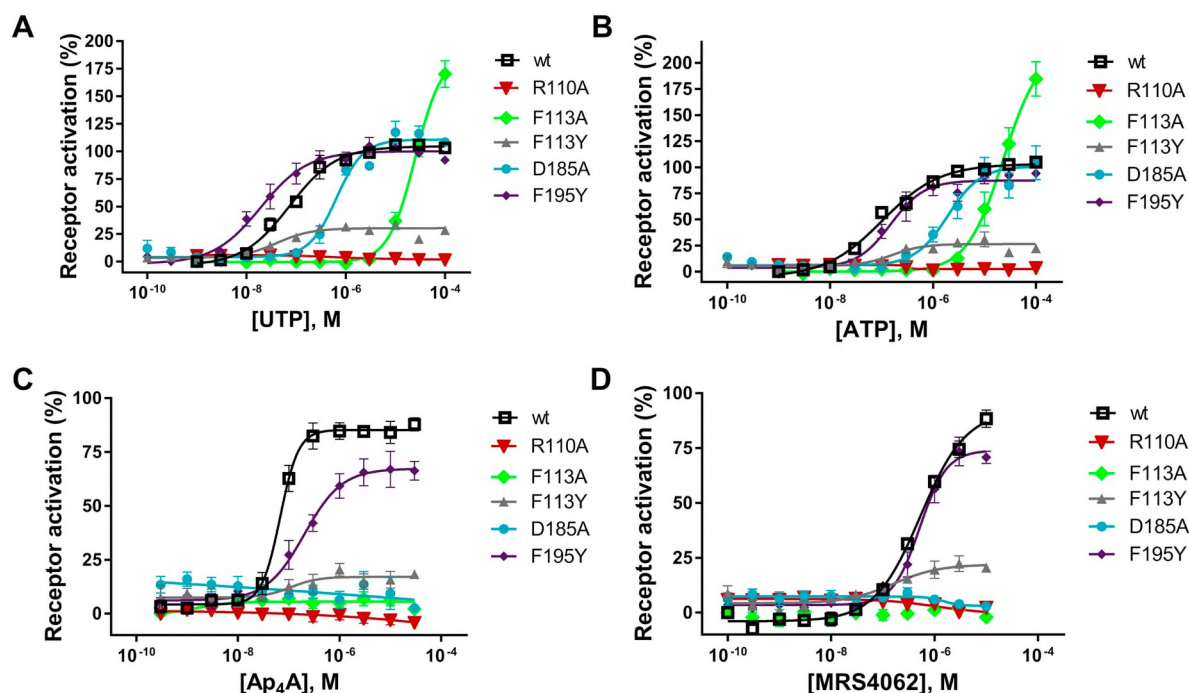 A
Receptor activation (%)
200
175
150
125
100
75
50
25
0
10⁻¹⁰ 10⁻⁸ 10⁻⁶ 10⁻⁴
[UTP], M
wt
R110A
F113A
F113Y
D185A
F195Y
B
Receptor activation (%)
200
175
150
125
100
75
50
25
0
10⁻¹⁰ 10⁻⁸ 10⁻⁶ 10⁻⁴
[ATP], M
wt
R110A
F113A
F113Y
D185A
F195Y
C
Receptor activation (%)
100
75
50
25
0
10⁻¹⁰ 10⁻⁸ 10⁻⁶ 10⁻⁴
[Ap₄A], M
wt
R110A
F113A
F113Y
D185A
F195Y
D
Receptor activation (%)
100
75
50
25
0
10⁻¹⁰ 10⁻⁸ 10⁻⁶ 10⁻⁴
[MRS4062], M
wt
R110A
F113A
F113Y
D185A
F195Y